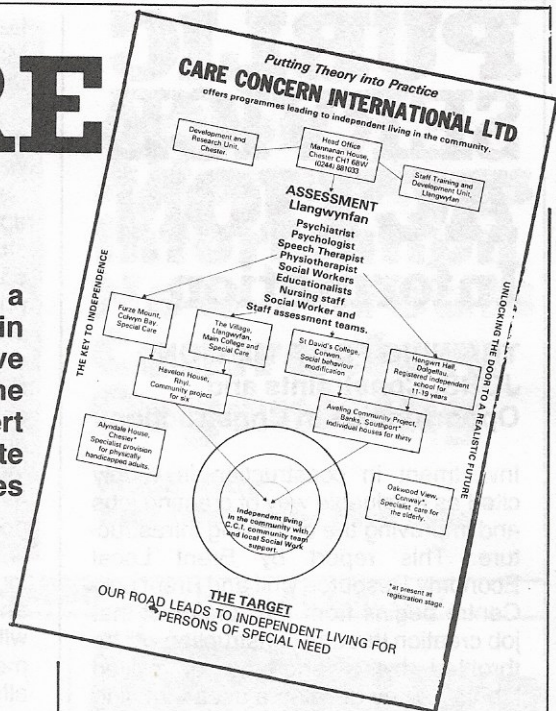 RE
a
in
ve
ne
ert
te
es
Putting Theory into Practice
CARE CONCERN INTERNATIONAL LTD
offers programmes leading to independent living in the community.
Development and
Research Unit,
Chester.
Head Office
Mannanan House,
Chester CH1 6BW
(0244) 881033
Staff Training and
Development Unit,
Llangwyfan
ASSESSMENT
Llangwynfan
Psychiatrist
Psychologist
Speech Therapist
Physiotherapist
Social Workers
Educationalists
Nursing staff
Social Worker and
Staff assessment teams.
THE KEY TO INDEPENDENCE
UNLOCKING THE DOOR TO A REALISTIC FUTURE
Furze Mount,
Colwyn Bay.
Special Care
The Village,
Llangwyfan,
Main College and
Special Care
St David's College,
Corwen,
Social behaviour
modification
Hengwrt Hall,
Dolgellau.
Registered independent
school for
11-19 years
Havelon House,
Rhyl.
Community project
for six
Aveling Community Project,
Banks, Southport*
Individual houses for thirty
Alyndale House,
Chester*
Specialist provision
for physically
handicapped adults.
Oakwood View,
Conway*
Specialist care for
the elderly.
Independent living
in the community with
C.C.I. community team
and local Social Work
support.
*at present at
registration stage.
THE TARGET
OUR ROAD LEADS TO INDEPENDENT LIVING FOR
PERSONS OF SPECIAL NEED